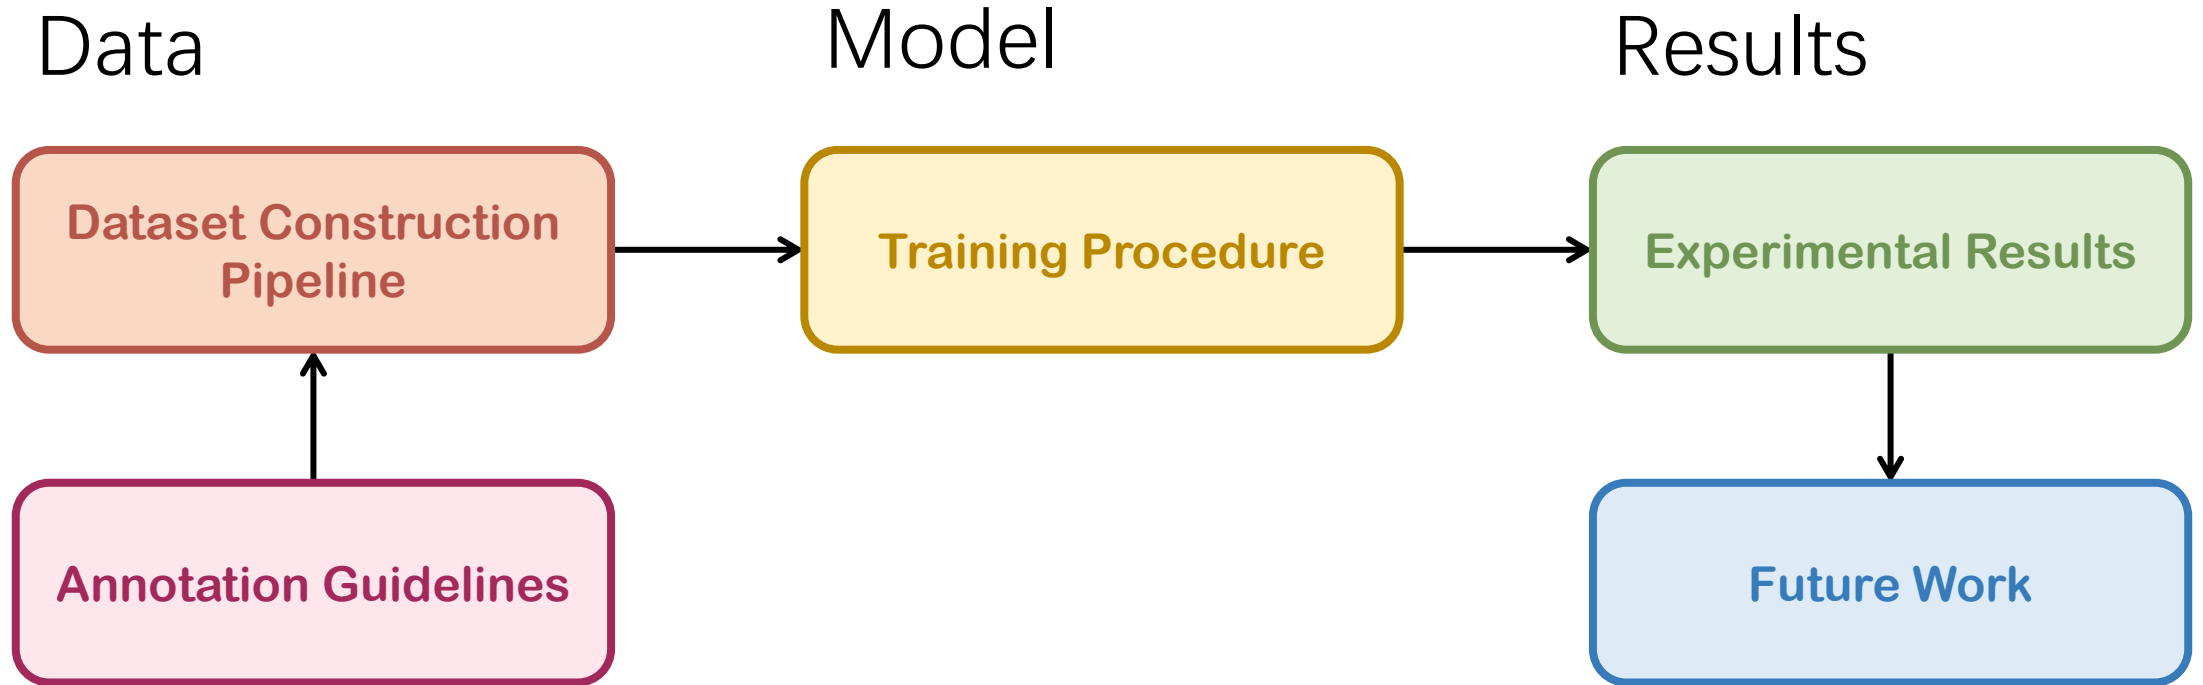 Data
Model
Results
Dataset Construction
Pipeline
Training Procedure
Experimental Results
Annotation Guidelines
Future Work